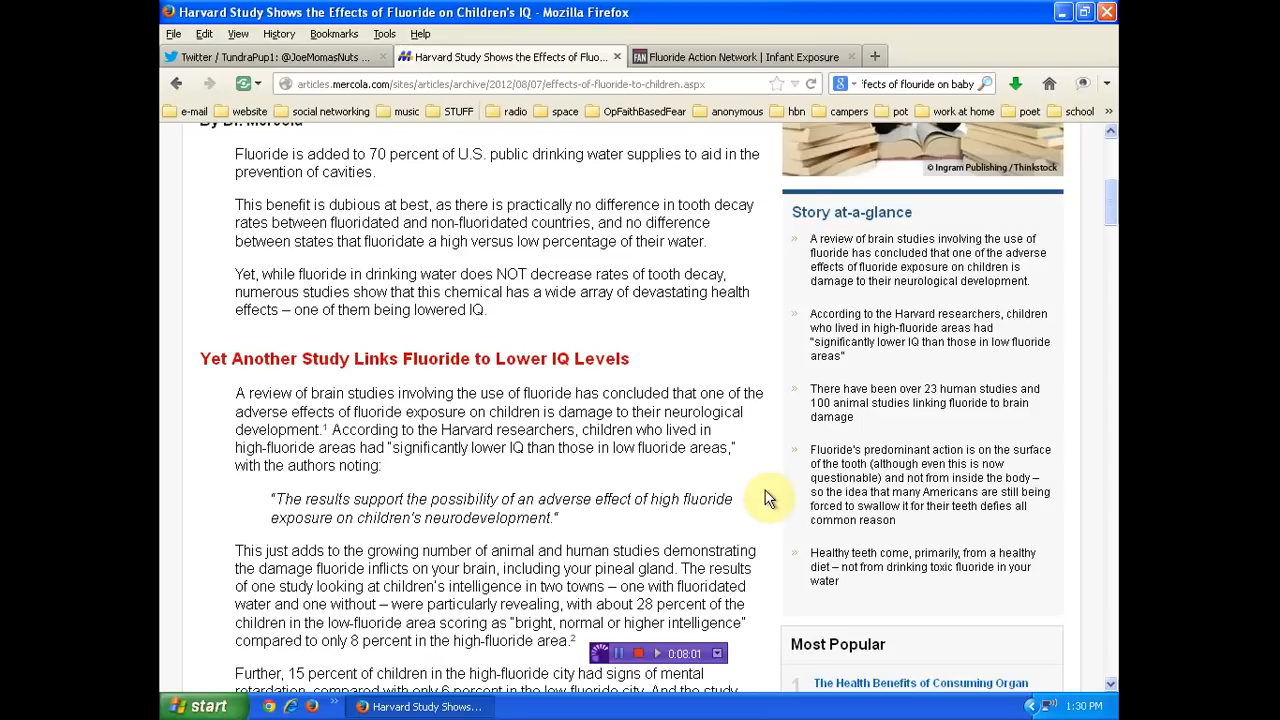 Harvard Study Shows the Effects of Fluoride on Children's IQ - Mozilla Firefox
File Edit View History Bookmarks Tools Help
Twitter / TundraPup1: @JoeMomasNuts ...
Harvard Study Shows the Effects of Fluo...
FAN Fluoride Action Network | Infant Exposure
articles.mercola.com/sites/articles/archive/2012/08/07/effects-of-fluoride-to-children.aspx
fects of flouride on baby
e-mail website social networking music STUFF radio space OpFaithBasedFear anonymous hbn campers pot work at home poet school
By Dr. Mercola
Fluoride is added to 70 percent of U.S. public drinking water supplies to aid in the
prevention of cavities.
This benefit is dubious at best, as there is practically no difference in tooth decay
rates between fluoridated and non-fluoridated countries, and no difference
between states that fluoridate a high versus low percentage of their water.
Yet, while fluoride in drinking water does NOT decrease rates of tooth decay,
numerous studies show that this chemical has a wide array of devastating health
effects – one of them being lowered IQ.
Yet Another Study Links Fluoride to Lower IQ Levels
A review of brain studies involving the use of fluoride has concluded that one of the
adverse effects of fluoride exposure on children is damage to their neurological
development.1 According to the Harvard researchers, children who lived in
high-fluoride areas had "significantly lower IQ than those in low fluoride areas,"
with the authors noting:
"The results support the possibility of an adverse effect of high fluoride
exposure on children's neurodevelopment."
This just adds to the growing number of animal and human studies demonstrating
the damage fluoride inflicts on your brain, including your pineal gland. The results
of one study looking at children's intelligence in two towns – one with fluoridated
water and one without – were particularly revealing, with about 28 percent of the
children in the low-fluoride area scoring as "bright, normal or higher intelligence"
compared to only 8 percent in the high-fluoride area.2
Further, 15 percent of children in the high-fluoride city had signs of mental
retardation, compared with only 6 percent in the low fluoride city. And the study
© Ingram Publishing / Thinkstock
Story at-a-glance
A review of brain studies involving the use of
fluoride has concluded that one of the adverse
effects of fluoride exposure on children is
damage to their neurological development.
According to the Harvard researchers, children
who lived in high-fluoride areas had
"significantly lower IQ than those in low fluoride
areas"
There have been over 23 human studies and
100 animal studies linking fluoride to brain
damage
Fluoride's predominant action is on the surface
of the tooth (although even this is now
questionable) and not from inside the body –
so the idea that many Americans are still being
forced to swallow it for their teeth defies all
common reason
Healthy teeth come, primarily, from a healthy
diet – not from drinking toxic fluoride in your
water
Most Popular
1 The Health Benefits of Consuming Organ
0:08:01
start
Harvard Study Shows...
1:30 PM